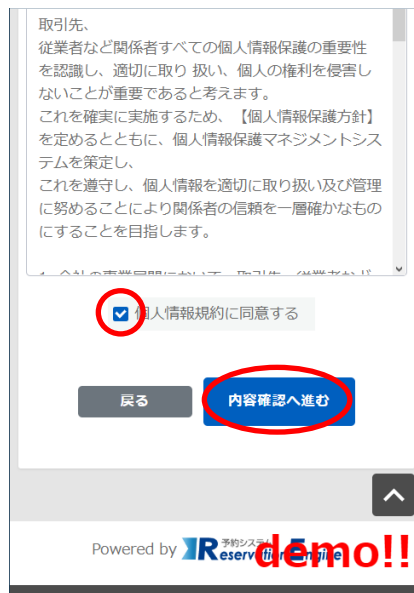 取引先、
従業者など関係者すべての個人情報保護の重要性
を認識し、適切に取り 扱い、個人の権利を侵害し
ないことが重要であると考えます。
これを確実に実施するため、【個人情報保護方針】
を定めるとともに、個人情報保護マネジメントシス
テムを策定し、
これを遵守し、個人情報を適切に取り扱い及び管理
に努めることにより関係者の信頼を一層確かなもの
にすることを目指します。
個人情報規約に同意する
戻る
内容確認へ進む
Powered by 予約システム Reservation Engine
demo!!